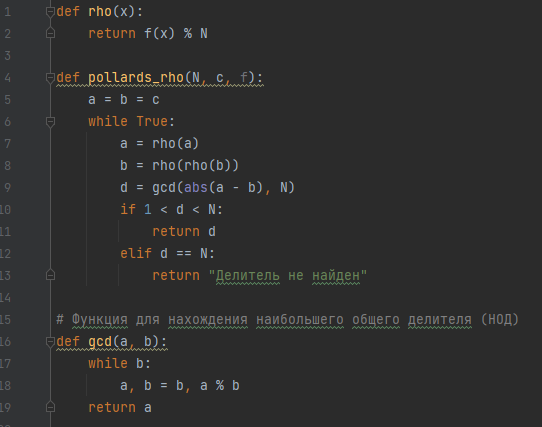 1 def rho(x):
2     return f(x) % N
3
4 def pollards_rho(N, c, f):
5     a = b = c
6     while True:
7         a = rho(a)
8         b = rho(rho(b))
9         d = gcd(abs(a - b), N)
10         if 1 < d < N:
11             return d
12         elif d == N:
13             return "Делитель не найден"
14
15 # Функция для нахождения наибольшего общего делителя (НОД)
16 def gcd(a, b):
17     while b:
18         a, b = b, a % b
19     return a